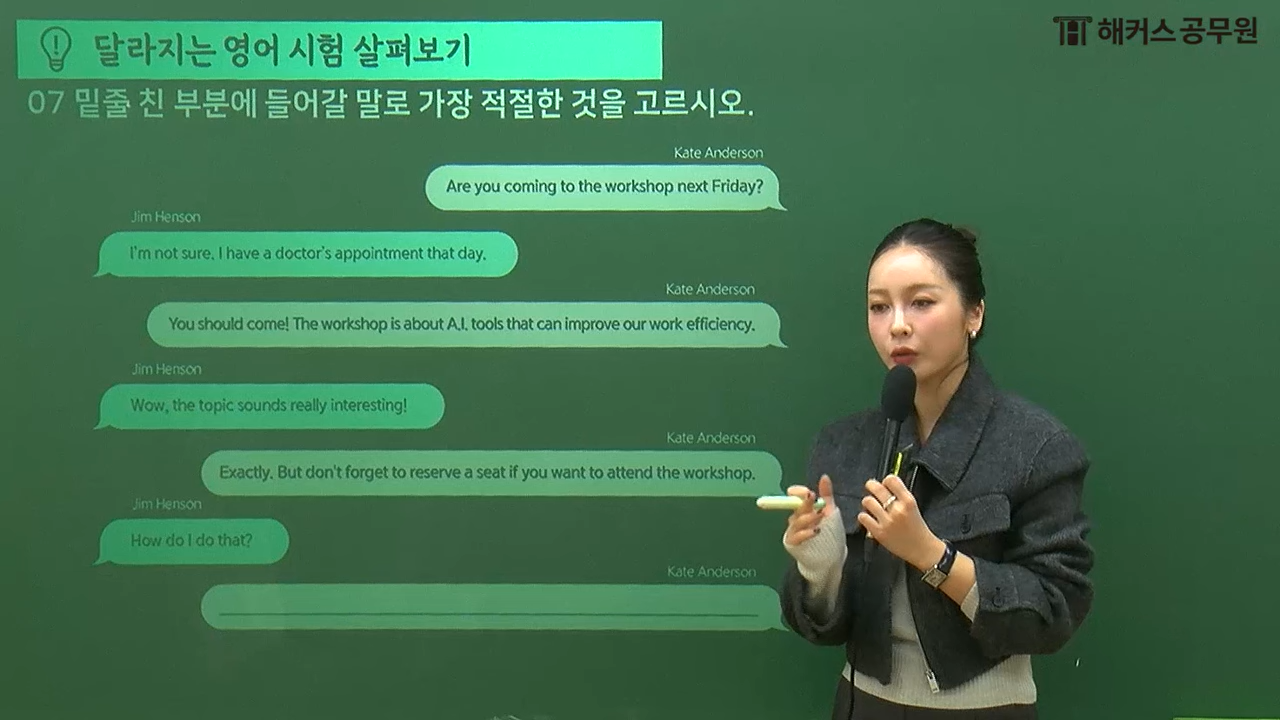 달라지는 영어 시험 살펴보기
해커스공무원
07 밑줄 친 부분에 들어갈 말로 가장 적절한 것을 고르시오.
Kate Anderson
Are you coming to the workshop next Friday?
Jim Henson
I'm not sure. I have a doctor's appointment that day.
Kate Anderson
You should come! The workshop is about A.I. tools that can improve our work efficiency.
Jim Henson
Wow, the topic sounds really interesting!
Kate Anderson
Exactly. But don't forget to reserve a seat if you want to attend the workshop.
Jim Henson
How do I do that?
Kate Anderson